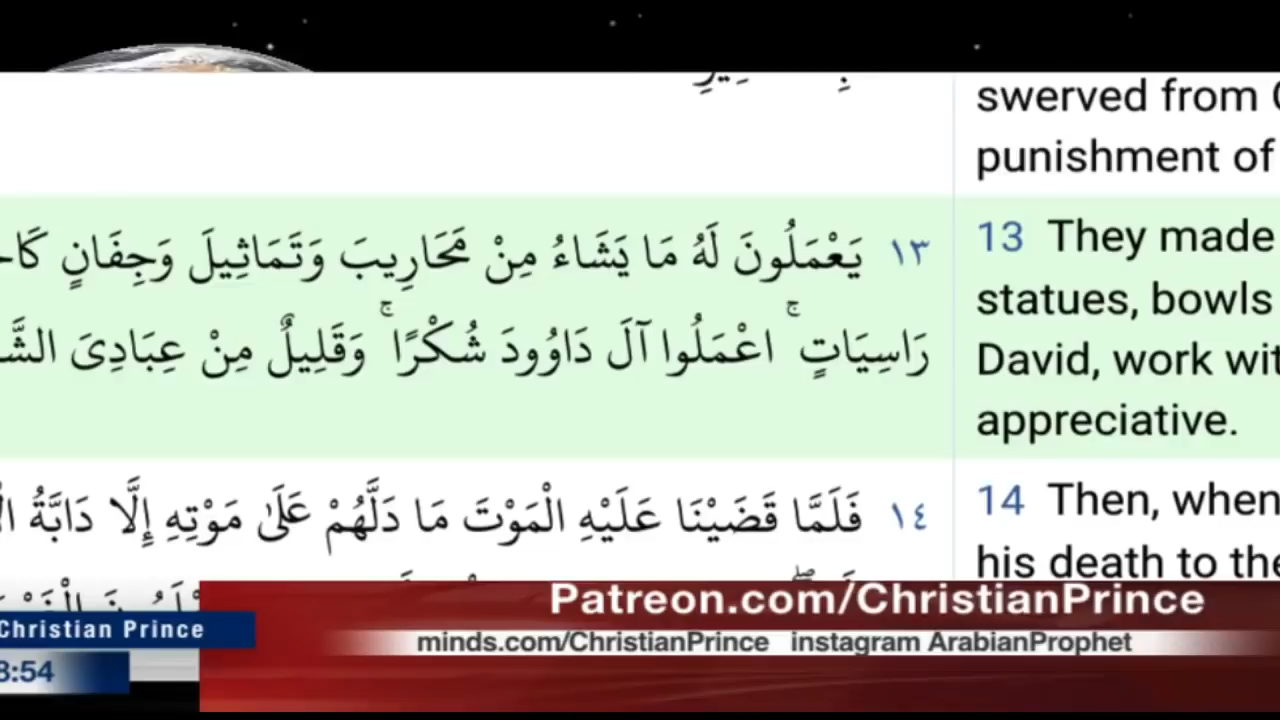 swerved from
punishment of
١٣ يَعْمَلُونَ لَهُ مَا يَشَاءُ مِنْ مَحَارِيبَ وَتَمَاثِيلَ وَجِفَانٍ
رَاسِيَاتٍ ۚ اعْمَلُوا آلَ دَاوُودَ شُكْرًا ۚ وَقَلِيلٌ مِنْ عِبَادِيَ
13 They made
statues, bowls
David, work
appreciative.
١٤ فَلَمَّا قَضَيْنَا عَلَيْهِ الْمَوْتَ مَا دَلَّهُمْ عَلَىٰ مَوْتِهِ إِلَّا دَابَّةُ
14 Then, when
his death to the
Patreon.com/ChristianPrince
Christian Prince
minds.com/ChristianPrince instagram ArabianProphet
8:54